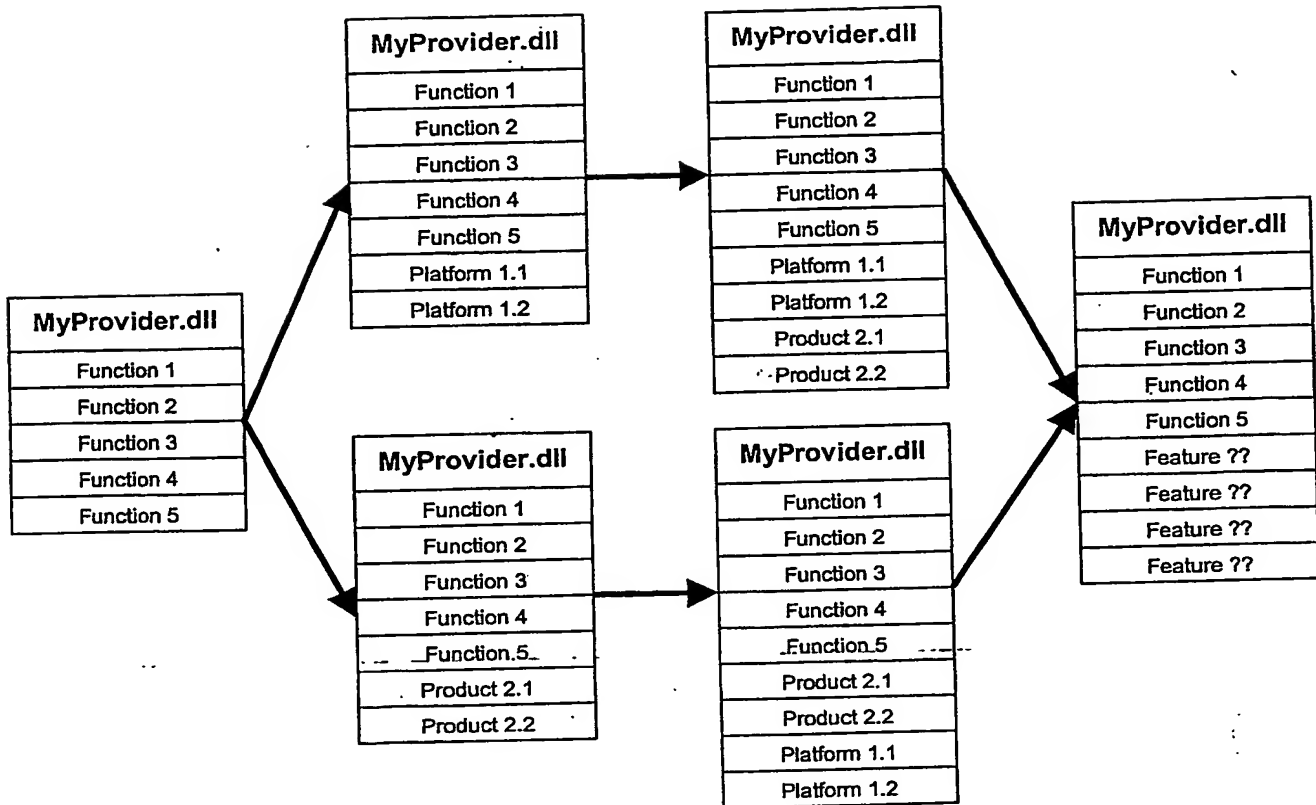 MyProvider.dll
Function 1
Function 2
Function 3
Function 4
Function 5
MyProvider.dll
Function 1
Function 2
Function 3
Function 4
Function 5
Platform 1.1
Platform 1.2
MyProvider.dll
Function 1
Function 2
Function 3
Function 4
Function 5
Platform 1.1
Platform 1.2
Product 2.1
Product 2.2
MyProvider.dll
Function 1
Function 2
Function 3
Function 4
Function 5
Product 2.1
Product 2.2
MyProvider.dll
Function 1
Function 2
Function 3
Function 4
Function 5
Product 2.1
Product 2.2
Platform 1.1
Platform 1.2
MyProvider.dll
Function 1
Function 2
Function 3
Function 4
Function 5
Feature ??
Feature ??
Feature ??
Feature ??